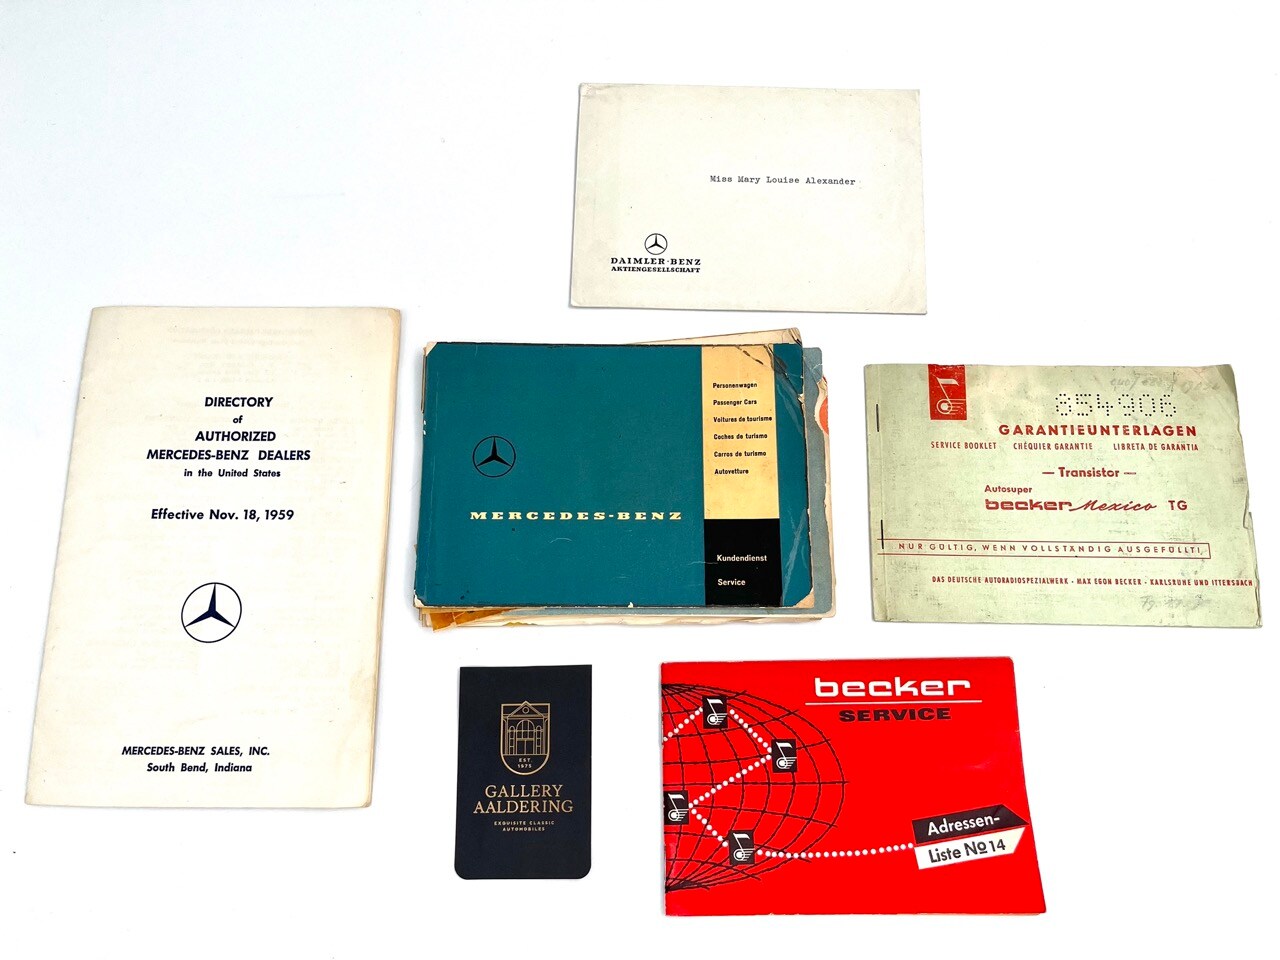 Miss Mary Louise Alexander
DAIMLER-BENZ
AKTIENGESELLSCHAFT
DIRECTORY
of
AUTHORIZED
MERCEDES-BENZ DEALERS
in the United States
Effective Nov. 18, 1959
MERCEDES-BENZ SALES, INC.
South Bend, Indiana
MERCEDES-BENZ
Personenwagen
Passenger Cars
Voitures de tourisme
Coches de turismo
Carros de turismo
Autovetture
Kundendienst
Service
854906
GARANTIEUNTERLAGEN
SERVICE BOOKLET CHÉQUIER GARANTIE LIBRETA DE GARANTIA
— Transistor —
Autosuper
becker Mexico TG
NUR GÜLTIG, WENN VOLLSTÄNDIG AUSGEFÜLLT!
DAS DEUTSCHE AUTORADIOSPEZIALWERK · MAX EGON BECKER · KARLSRUHE UND ITTERSBACH
EST.
1975
GALLERY
AALDERING
EXQUISITE CLASSIC
AUTOMOBILES
becker
SERVICE
Adressen-
Liste No 14